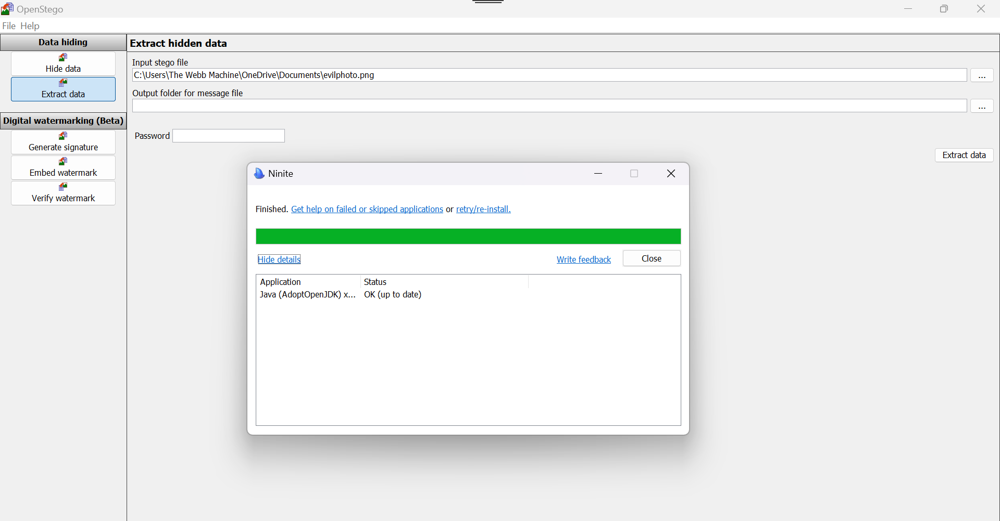 OpenStego
File Help
Data hiding
Hide data
Extract data
Digital watermarking (Beta)
Generate signature
Embed watermark
Verify watermark
Extract hidden data
Input stego file
C:\Users\The Webb Machine\OneDrive\Documents\evilphoto.png
...
Output folder for message file
...
Password
Extract data
Ninite
Finished. Get help on failed or skipped applications or retry/re-install.
Hide details
Write feedback
Close
Application Status
Java (AdoptOpenJDK) x... OK (up to date)